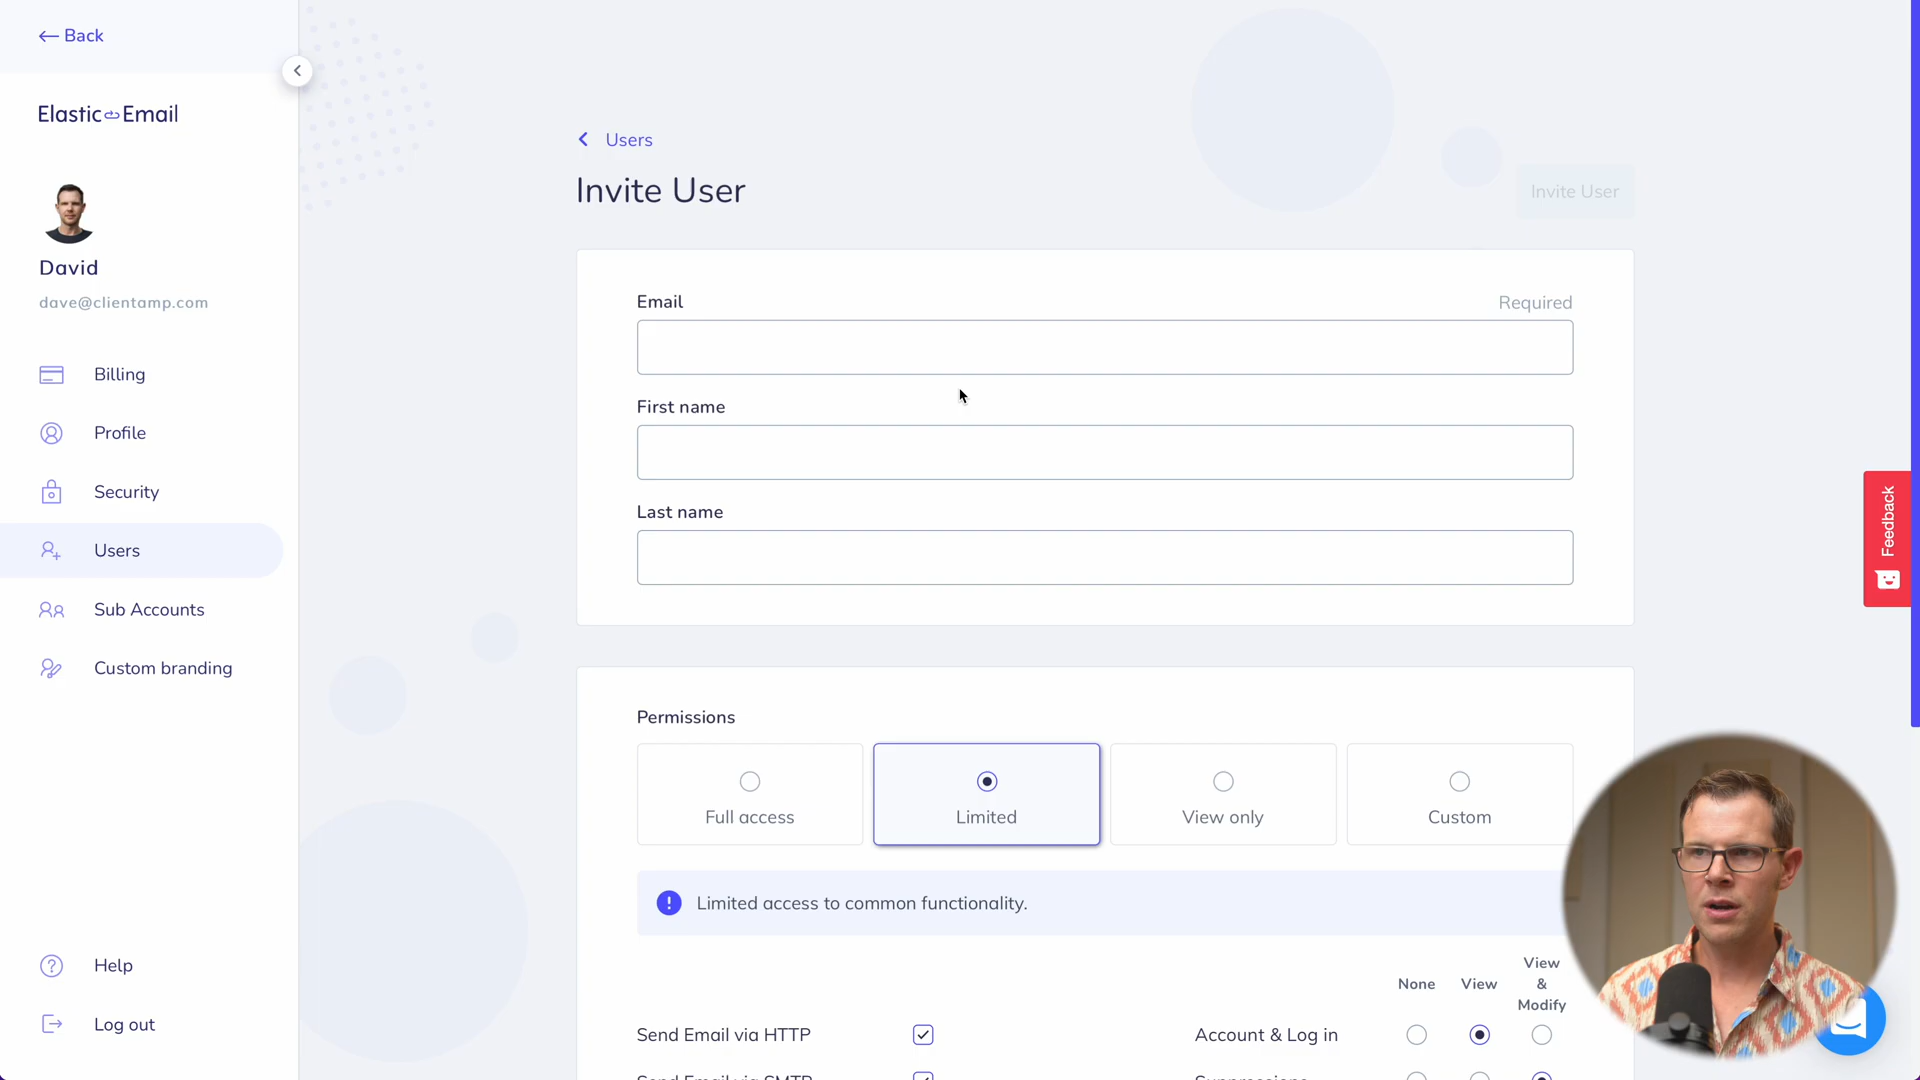 Back
Elastic Email
David
dave@clientamp.com
Billing
Profile
Security
Users
Sub Accounts
Custom branding
Help
Log out
Users
Invite User
Invite User
Email
Required
First name
Last name
Permissions
Full access
Limited
View only
Custom
Limited access to common functionality.
None
View
View
&
Modify
Send Email via HTTP
Account & Log in
Send Email via SMTP
Suppressions
Feedback